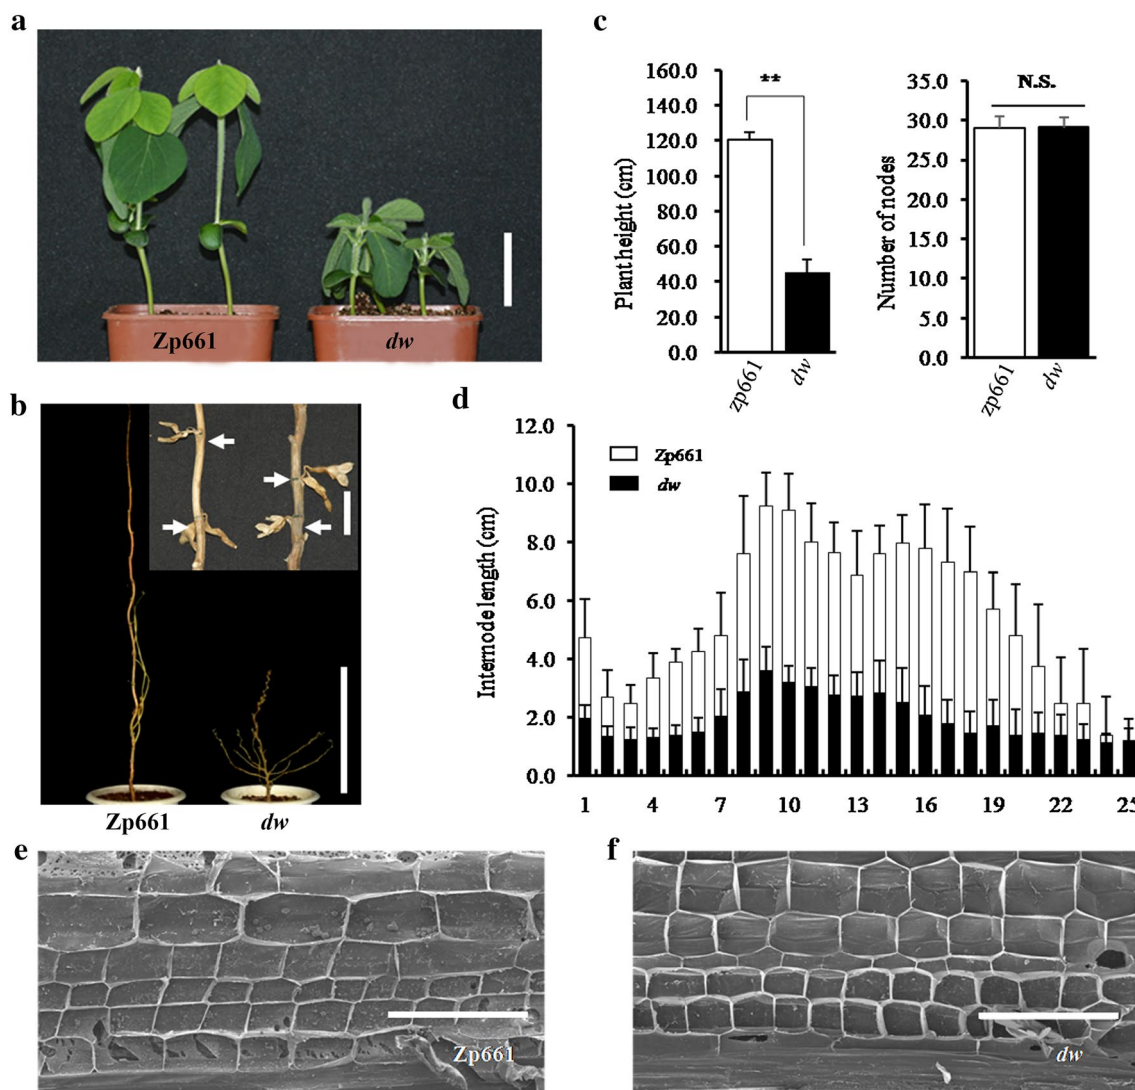 a
Zp661
dw
c
Plant height (cm)
160.0
140.0
120.0
100.0
80.0
60.0
40.0
20.0
0.0
**
zp661
dw
Number of nodes
35.0
30.0
25.0
20.0
15.0
10.0
5.0
0.0
N.S.
zp661
dw
b
Zp661
dw
d
Internode length (cm)
12.0
10.0
8.0
6.0
4.0
2.0
0.0
Zp661
dw
1 4 7 10 13 16 19 22 25
e
Zp661
f
dw